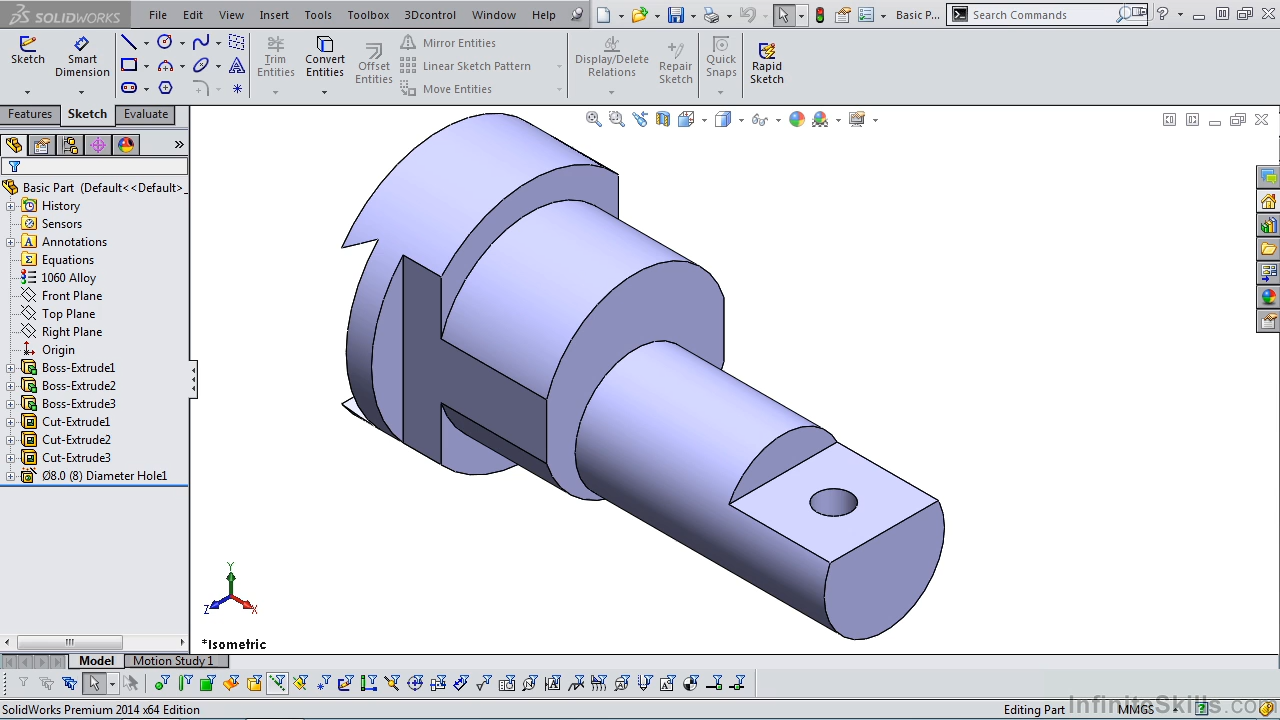 SOLIDWORKS File Edit View Insert Tools Toolbox 3Dco Window Help Basic P... Search Commands
Sketch Smart Dimension Trim Entities Convert Entities Offset Entities Mirror Entities Linear Sketch Pattern Move Entities Display/Delete Relations Repair Sketch Quick Snaps Rapid Sketch
Features Sketch Evaluate
Basic Part (Default<<Default>_
History
Sensors
Annotations
Equations
1060 Alloy
Front Plane
Top Plane
Right Plane
Origin
Boss-Extrude1
Boss-Extrude2
Boss-Extrude3
Cut-Extrude1
Cut-Extrude2
Cut-Extrude3
Ø8.0 (8) Diameter Hole1
Y
Z X
*Isometric
Model Motion Study 1
SolidWorks Premium 2014 x64 Edition Editing Part MMGS
InfiniteSkills.com